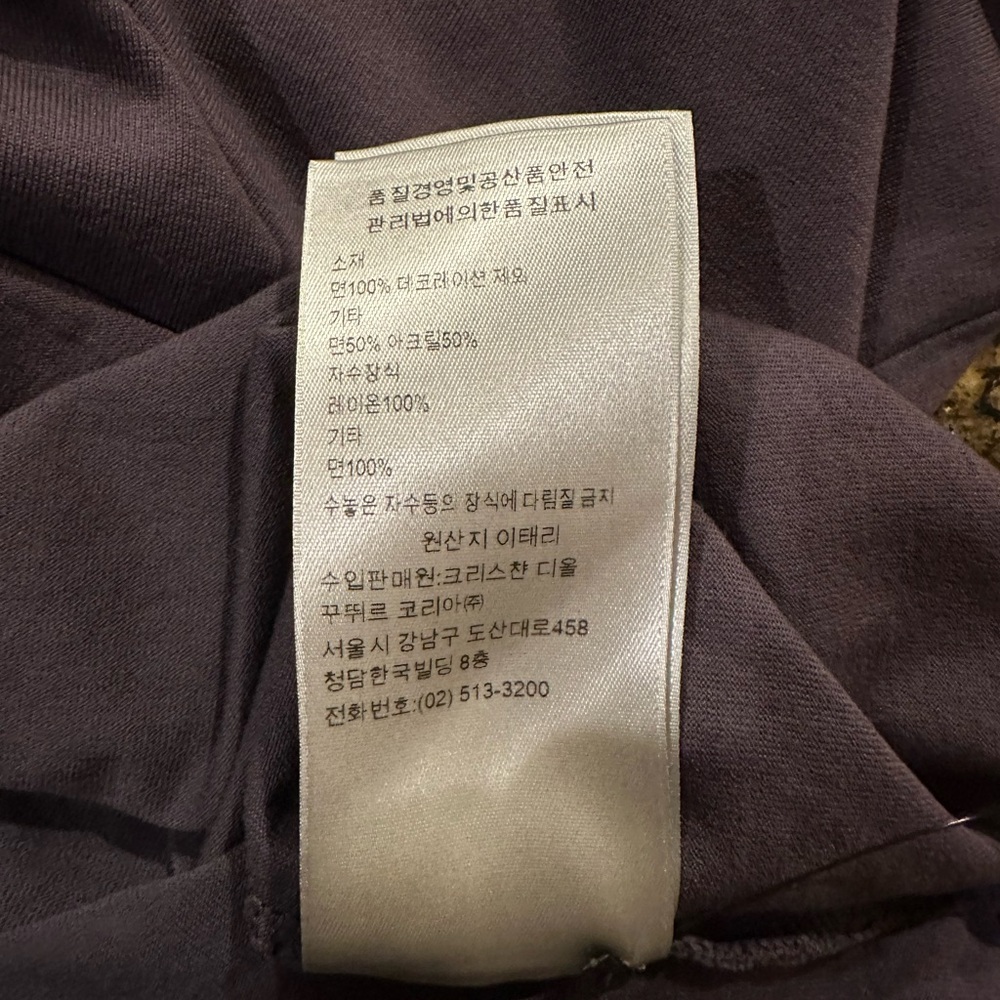 품질경영및공산품안전
관리법에의한품질표시
소재
면100% 데코레이션 제외
기타
면50% 아크릴50%
자수장식
레이온100%
기타
면100%
수놓은 자수등의 장식에 다림질 금지
원산지 이태리
수입판매원:크리스챤 디올
꾸뛰르 코리아㈜
서울시 강남구 도산대로458
청담한국빌딩 8층
전화번호:(02) 513-3200